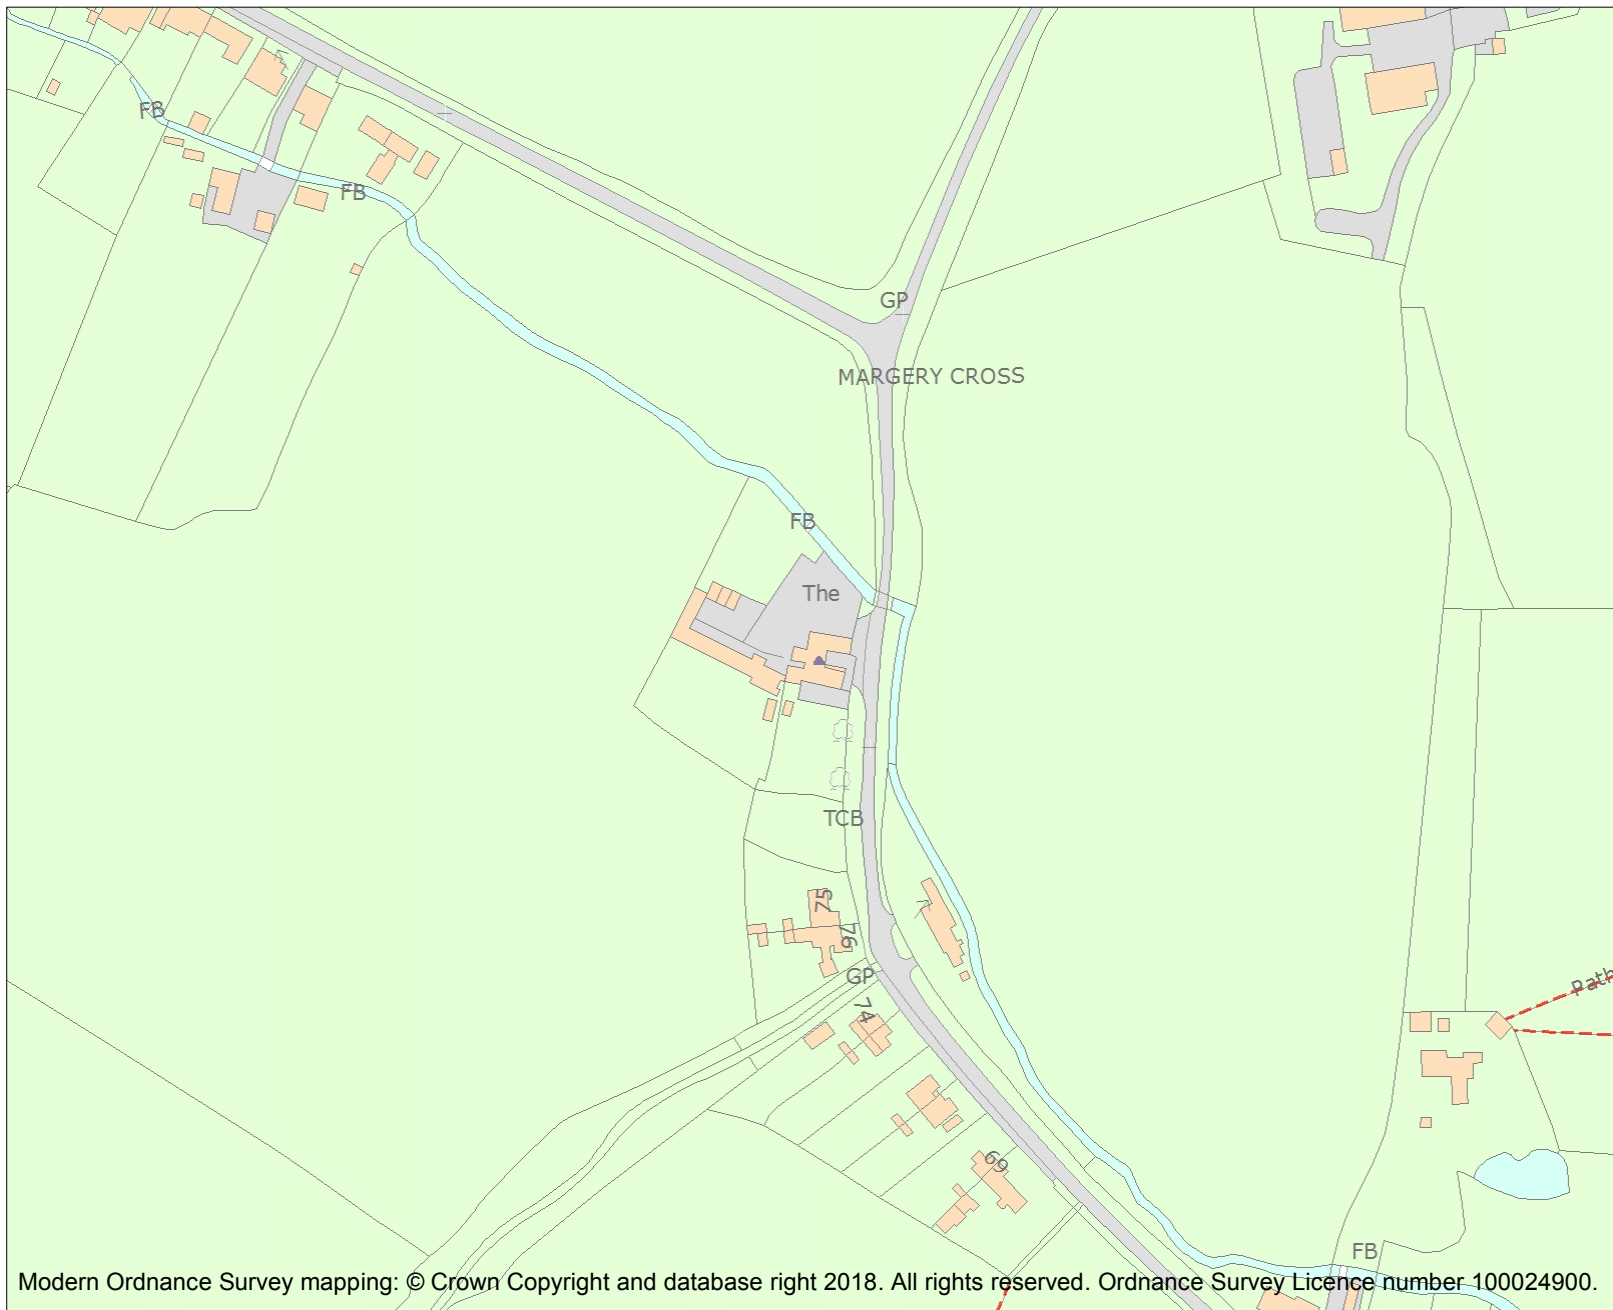 FB
FB
GP
MARGERY CROSS
FB
The
TCB
75
76
GP
74
Path
69
FB
Modern Ordnance Survey mapping: © Crown Copyright and database right 2018. All rights reserved. Ordnance Survey Licence number 100024900.